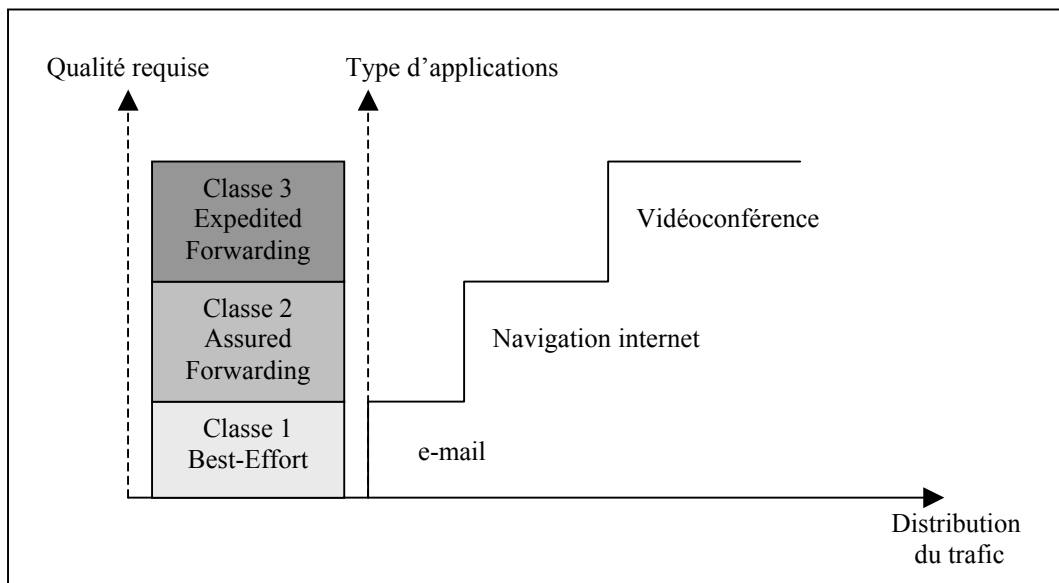 Qualité requise
Type d'applications
Classe 3
Expedited
Forwarding
Vidéoconférence
Classe 2
Assured
Forwarding
Navigation internet
Classe 1
Best-Effort
e-mail
Distribution
du trafic